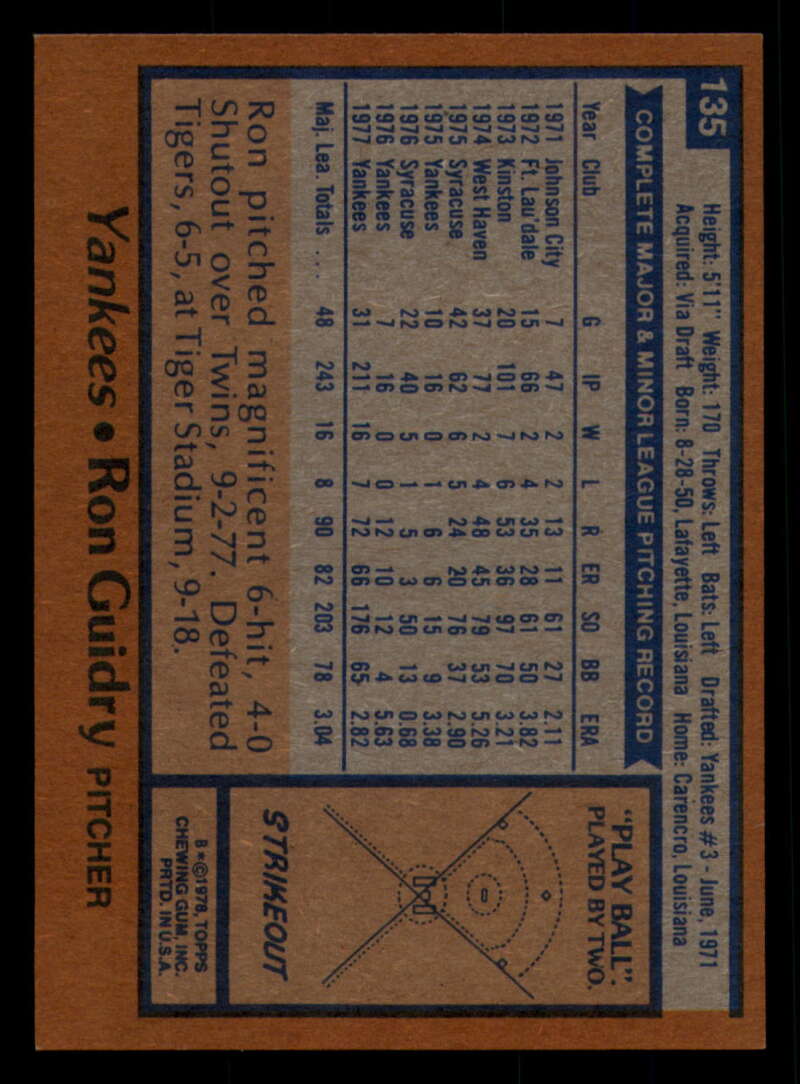 135
Height: 5'11" Weight: 170 Throws: Left Bats: Left Drafted: Yankees #3 - June, 1971
Acquired: Via Draft Born: 8-28-50, Lafayette, Louisiana Home: Carencro, Louisiana
COMPLETE MAJOR & MINOR LEAGUE PITCHING RECORD
Year Club G IP W L R ER SO BB ERA
1971 Johnson City 7 47 2 2 13 11 61 27 2.11
1972 Ft. Lau'dale 15 66 2 4 35 28 61 50 3.82
1973 Kinston 20 101 7 6 53 36 97 70 3.21
1974 West Haven 37 77 2 4 48 45 79 53 5.26
1975 Syracuse 42 62 6 5 24 20 76 37 2.90
1975 Yankees 10 16 0 1 6 6 15 9 3.38
1976 Syracuse 22 40 5 1 5 3 50 13 0.68
1976 Yankees 7 16 0 0 12 10 12 4 5.63
1977 Yankees 31 211 16 7 72 66 176 65 2.82
Maj. Lea. Totals .... 48 243 16 8 90 82 203 78 3.04
Ron pitched magnificent 6-hit, 4-0
Shutout over Twins, 9-2-77. Defeated
Tigers, 6-5, at Tiger Stadium, 9-18.
"PLAY BALL".
PLAYED BY TWO.
STRIKEOUT
B*©1978, TOPPS
CHEWING GUM, INC.
PRTD. IN U.S.A.
Yankees • Ron Guidry PITCHER